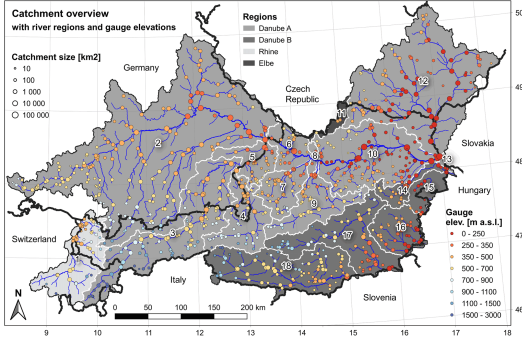 Catchment overview
with river regions and gauge elevations
Catchment size [km2]
10
100
1 000
10 000
100 000
Regions
Danube A
Danube B
Rhine
Elbe
Germany
Czech
Republic
Slovakia
Hungary
Switzerland
Italy
Slovenia
1
2
3
4
5
6
7
8
9
10
11
12
13
14
15
16
17
18
Gauge
elev. [m a.s.l.]
0 - 250
250 - 350
350 - 500
500 - 700
700 - 900
900 - 1100
1100 - 1500
1500 - 3000
N
0 50 100 150 200 km
50
49
48
47
46
9 10 11 12 13 14 15 16 17 18